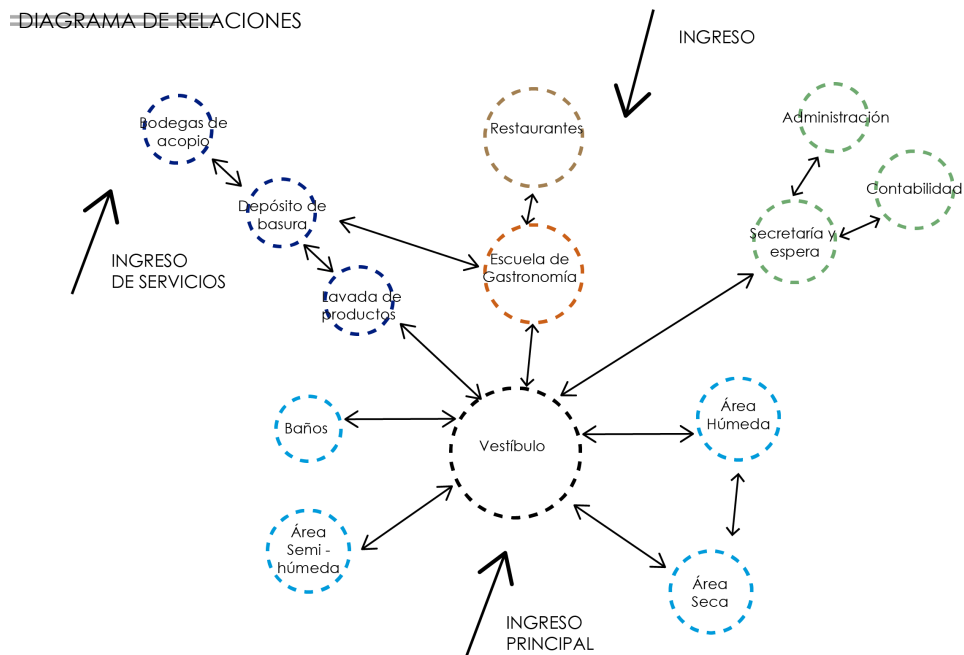 DIAGRAMA DE RELACIONES
INGRESO
Bodegas de
acopio
Restaurantes
Administración
Contabilidad
Depósito de
basura
Secretaría y
espera
INGRESO
DE SERVICIOS
Escuela de
Gastronomía
Lavada de
productos
Baños
Vestíbulo
Área
Húmeda
Área
Semi -
húmeda
Área
Seca
INGRESO
PRINCIPAL